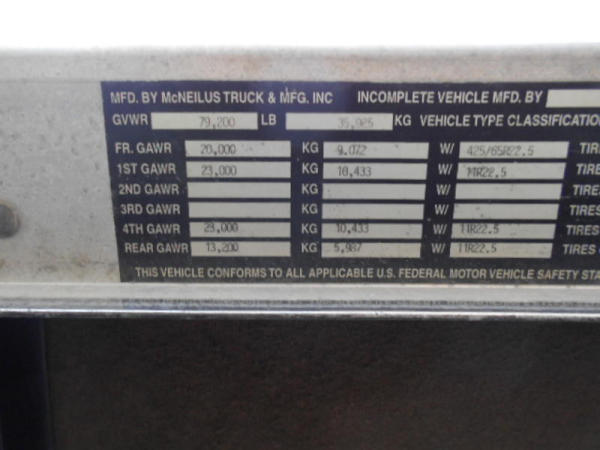 MFD. BY McNEILUS TRUCK & MFG. INC INCOMPLETE VEHICLE MFD. BY
GVWR 79,200 LB 35,925 KG VEHICLE TYPE CLASSIFICATIO
FR. GAWR 20,000 KG 9.072 W/ 425/65R22.5 TIR
1ST GAWR 23,000 KG 10,433 W/ 11R22.5 TIRE
2ND GAWR KG W/ TIRES
3RD GAWR KG W/ TIRES
4TH GAWR 23,000 KG 10,433 W/ 11R22.5 TIRES
REAR GAWR 13,200 KG 5,987 W/ 11R22.5 TIRES
THIS VEHICLE CONFORMS TO ALL APPLICABLE U.S. FEDERAL MOTOR VEHICLE SAFETY STA